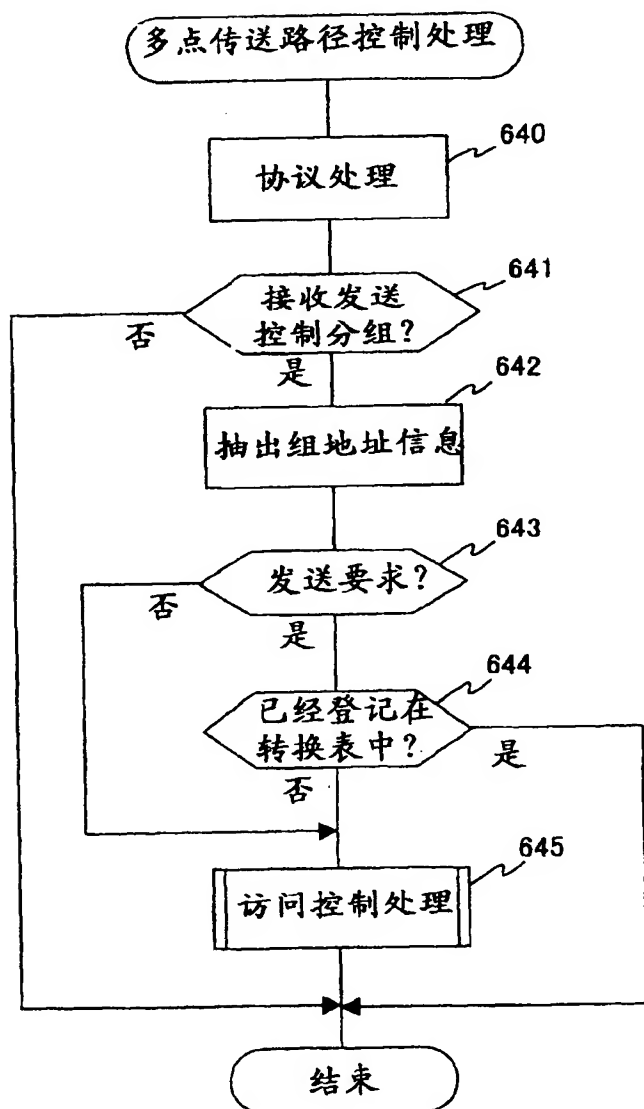 多点传送路径控制处理
640
协议处理
641
接收发送
控制分组?
否
是
642
抽出组地址信息
643
发送要求?
否
是
644
已经登记在
转换表中?
是
否
645
访问控制处理
结束